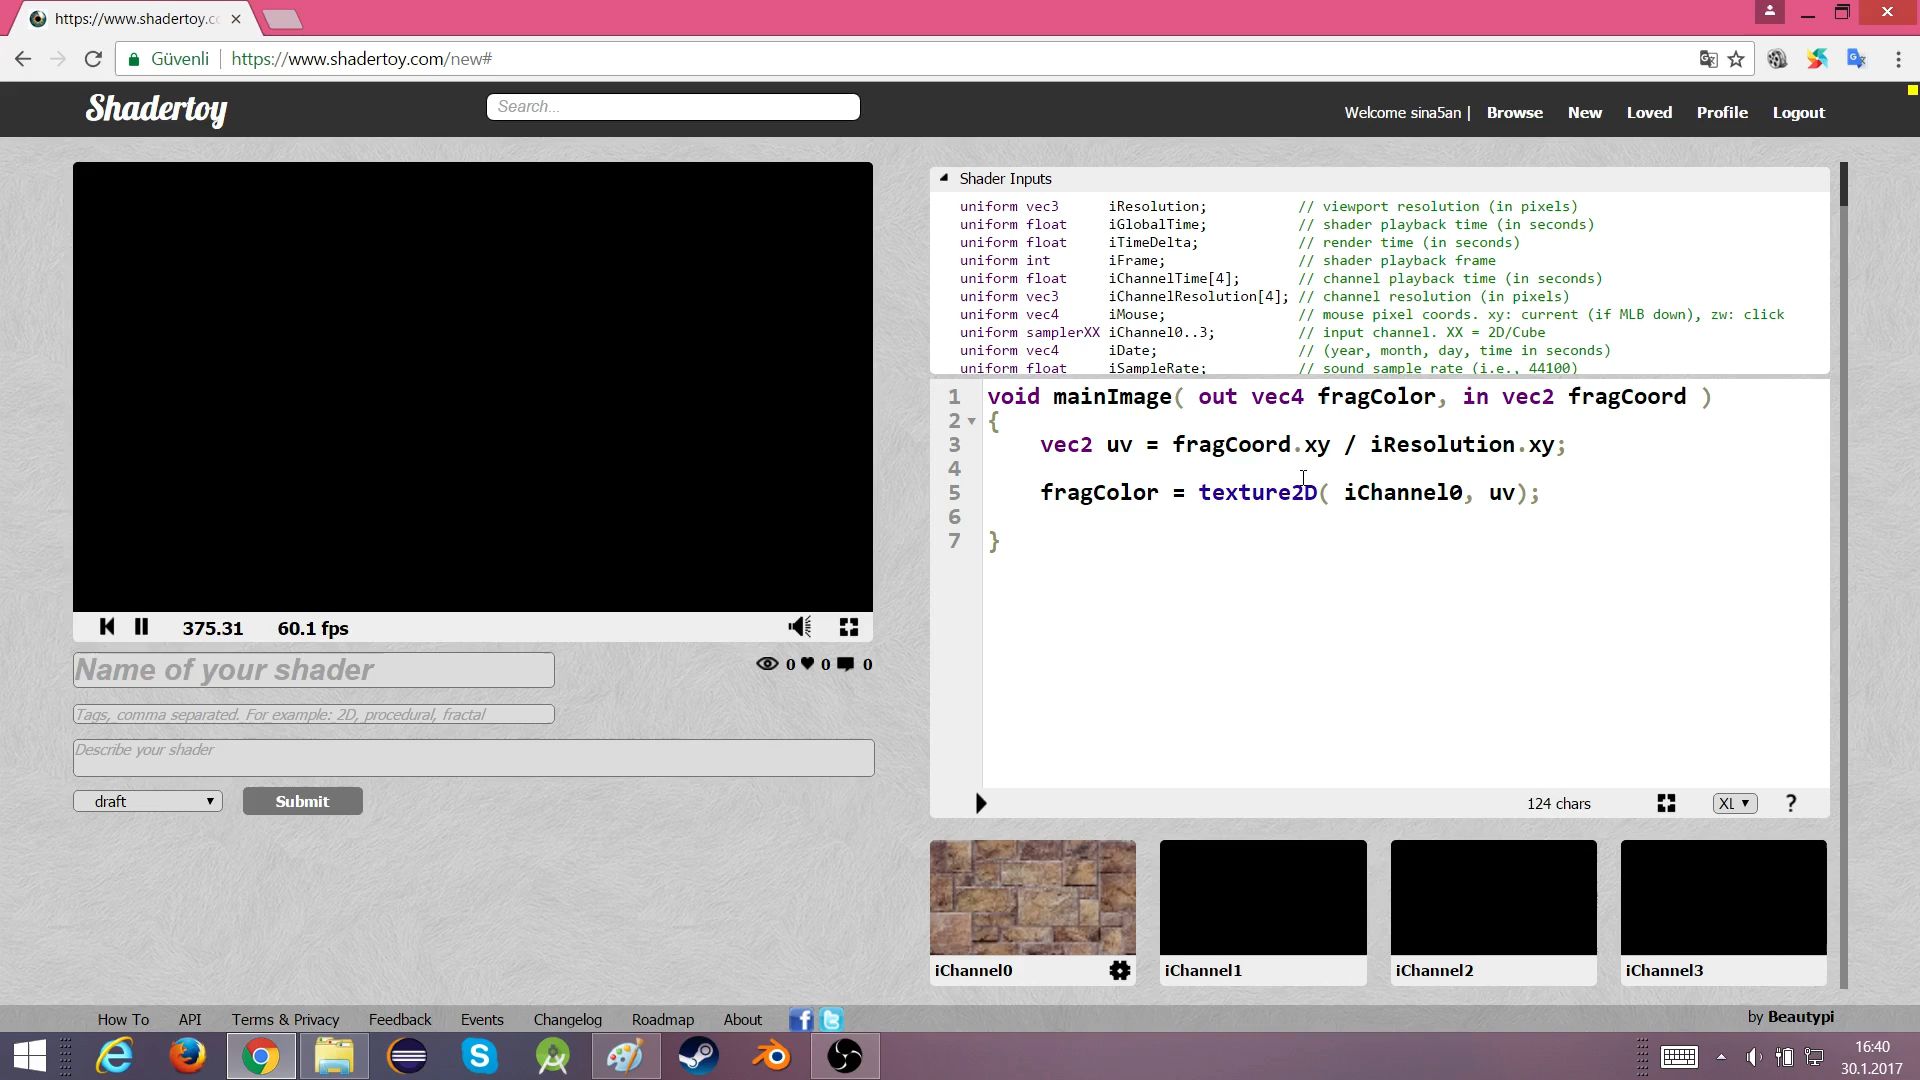 https://www.shadertoy.co
Güvenli https://www.shadertoy.com/new#
Shadertoy
Search...
Welcome sina5an | Browse New Loved Profile Logout
Shader Inputs
uniform vec3 iResolution; // viewport resolution (in pixels)
uniform float iGlobalTime; // shader playback time (in seconds)
uniform float iTimeDelta; // render time (in seconds)
uniform int iFrame; // shader playback frame
uniform float iChannelTime[4]; // channel playback time (in seconds)
uniform vec3 iChannelResolution[4]; // channel resolution (in pixels)
uniform vec4 iMouse; // mouse pixel coords. xy: current (if MLB down), zw: click
uniform samplerXX iChannel0..3; // input channel. XX = 2D/Cube
uniform vec4 iDate; // (year, month, day, time in seconds)
uniform float iSampleRate; // sound sample rate (i.e., 44100)
1 void mainImage( out vec4 fragColor, in vec2 fragCoord )
2 {
3 vec2 uv = fragCoord.xy / iResolution.xy;
4
5 fragColor = texture2D( iChannel0, uv);
6
7 }
375.31 60.1 fps
Name of your shader
0 0 0
Tags, comma separated. For example: 2D, procedural, fractal
Describe your shader
draft Submit
124 chars XL ?
iChannel0 iChannel1 iChannel2 iChannel3
How To API Terms & Privacy Feedback Events Changelog Roadmap About
by Beautypi
16:40
30.1.2017